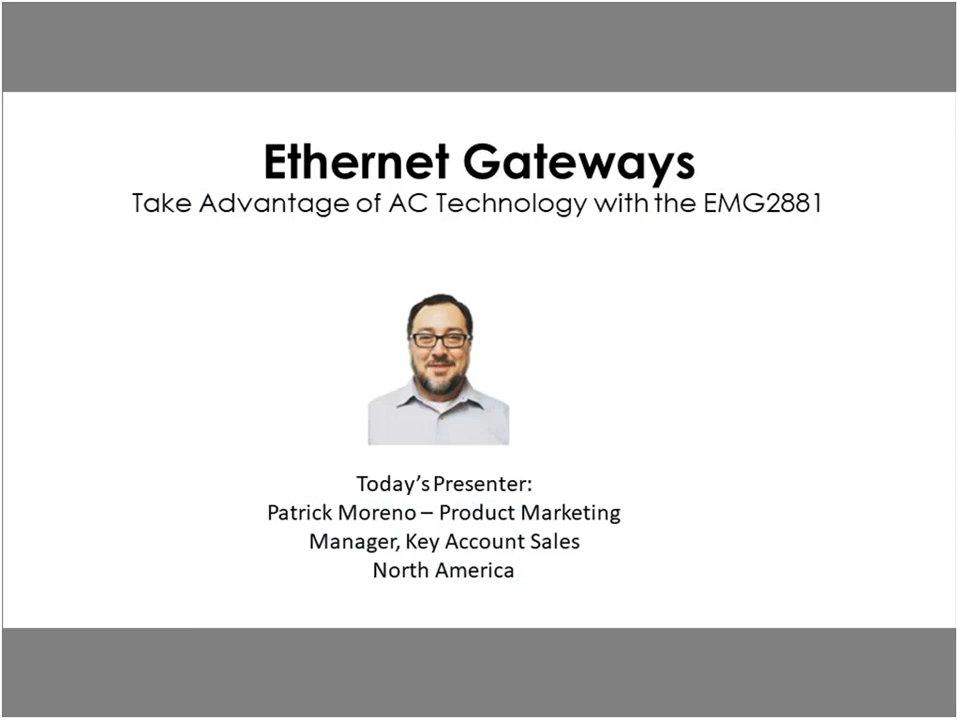 Ethernet Gateways
Take Advantage of AC Technology with the EMG2881
Today's Presenter:
Patrick Moreno – Product Marketing
Manager, Key Account Sales
North America